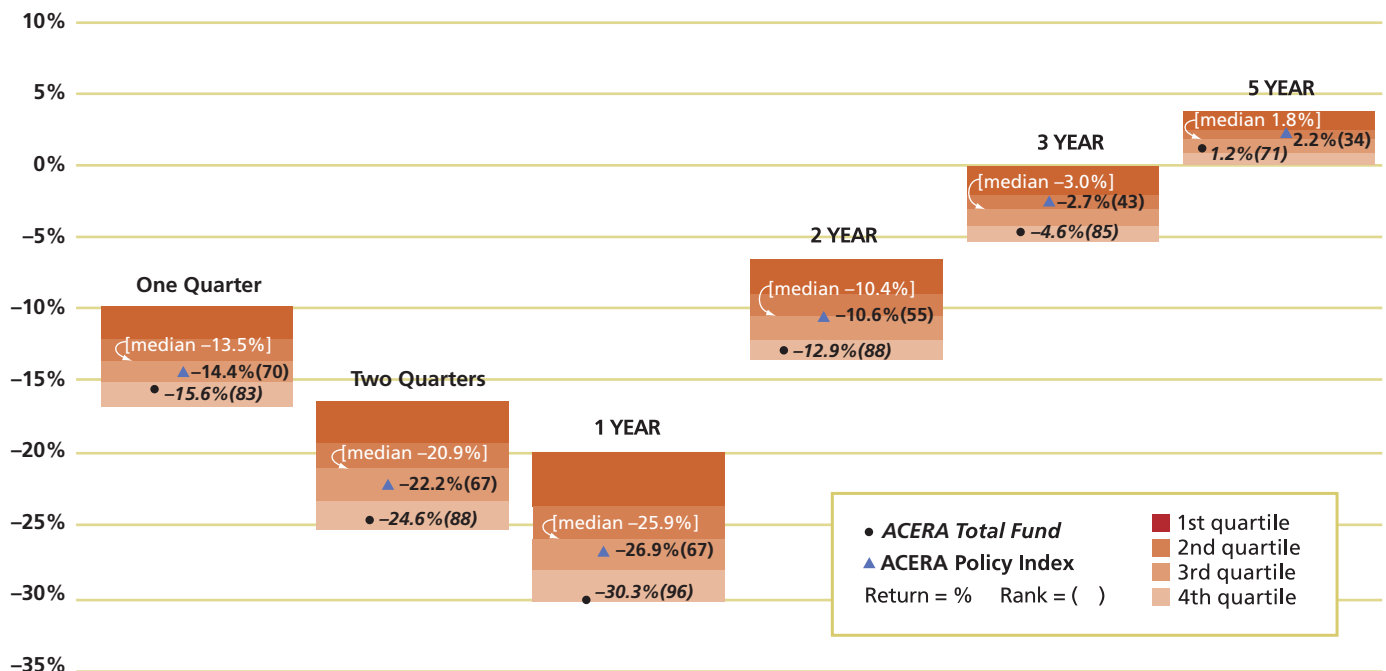 10%
5%
0%
–5%
–10%
–15%
–20%
–25%
–30%
–35%
One Quarter
[median –13.5%]
–14.4%(70)
–15.6%(83)
Two Quarters
[median –20.9%]
–22.2%(67)
–24.6%(88)
1 YEAR
[median –25.9%]
–26.9%(67)
–30.3%(96)
2 YEAR
[median –10.4%]
–10.6%(55)
–12.9%(88)
3 YEAR
[median –3.0%]
–2.7%(43)
–4.6%(85)
5 YEAR
[median 1.8%]
2.2%(34)
1.2%(71)
ACERA Total Fund
ACERA Policy Index
Return = % Rank = ( )
1st quartile
2nd quartile
3rd quartile
4th quartile